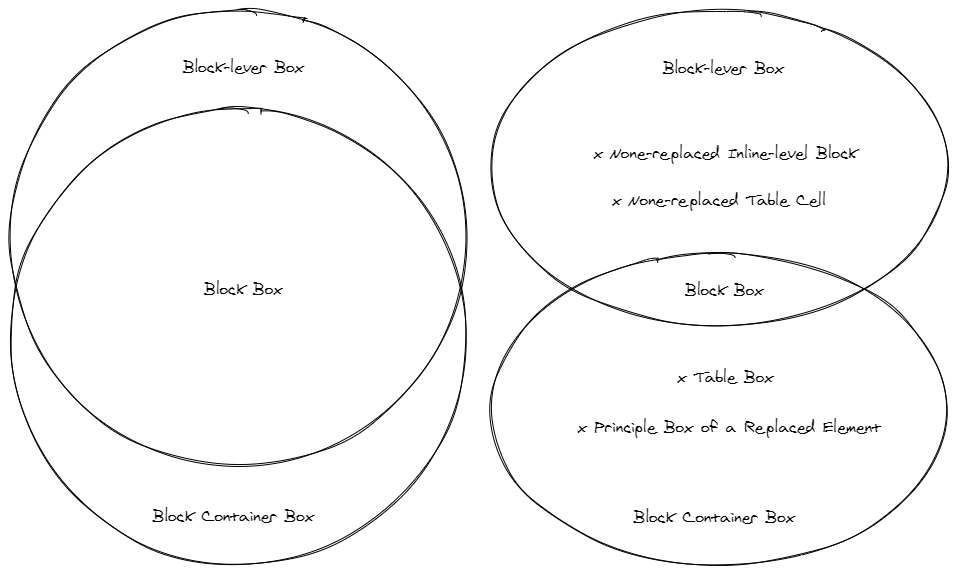 Block-lever Box
Block Box
Block Container Box
Block-lever Box
x None-replaced Inline-level Block
x None-replaced Table Cell
Block Box
x Table Box
x Principle Box of a Replaced Element
Block Container Box